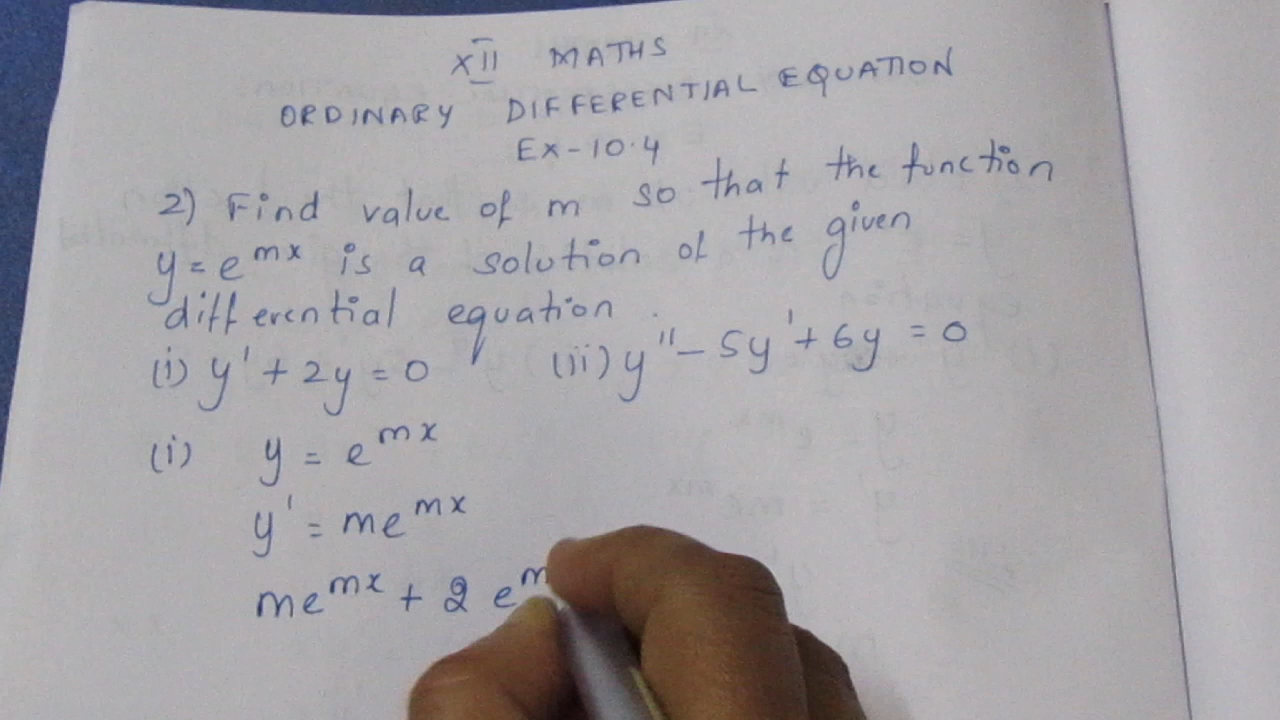 XII MATHS
ORDINARY DIFFERENTIAL EQUATION
Ex-10.4
2) Find value of m so that the function
y = e^mx is a solution of the given
differential equation.
(i) y' + 2y = 0 (ii) y'' - 5y' + 6y = 0
(i) y = e^mx
y' = me^mx
me^mx + 2 e^m